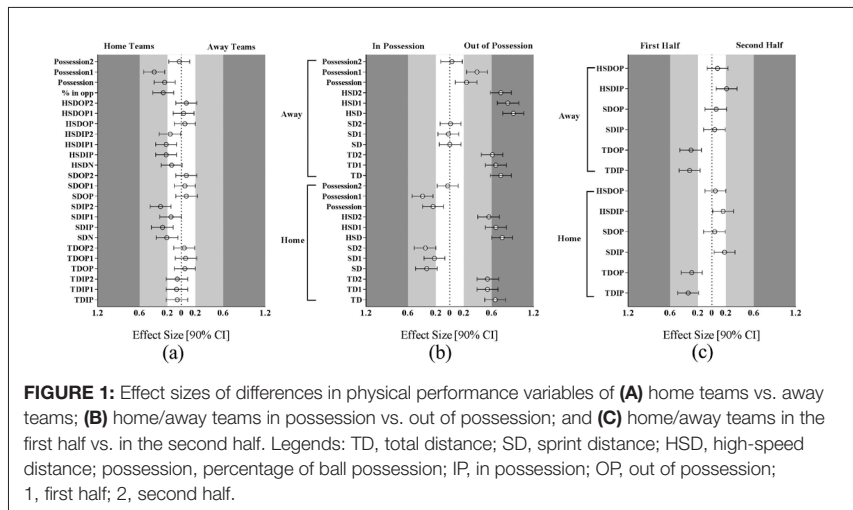 Home Teams Away Teams
Possession2
Possession1
Possession
% in opp
HSDOP2
HSDOP1
HSDOP
HSDIP2
HSDIP1
HSDIP
HSDN
SDOP2
SDOP1
SDOP
SDIP2
SDIP1
SDIP
SDN
TDOP2
TDOP1
TDOP
TDIP2
TDIP1
TDIP
1.2 0.6 0.2 0 0.2 0.6 1.2
Effect Size [90% CI]
(a)
In Possession Out of Possession
Away
Possession2
Possession1
Possession
HSD2
HSD1
HSD
SD2
SD1
SD
TD2
TD1
TD
Home
Possession2
Possession1
Possession
HSD2
HSD1
HSD
SD2
SD1
SD
TD2
TD1
TD
1.2 0.6 0.2 0 0.2 0.6 1.2
Effect Size [90% CI]
(b)
First Half Second Half
Away
HSDOP
HSDIP
SDOP
SDIP
TDOP
TDIP
Home
HSDOP
HSDIP
SDOP
SDIP
TDOP
TDIP
1.2 0.6 0.2 0 0.2 0.6 1.2
Effect Size [90% CI]
(c)
FIGURE 1: Effect sizes of differences in physical performance variables of (A) home teams vs. away
teams; (B) home/away teams in possession vs. out of possession; and (C) home/away teams in the
first half vs. in the second half. Legends: TD, total distance; SD, sprint distance; HSD, high-speed
distance; possession, percentage of ball possession; IP, in possession; OP, out of possession;
1, first half; 2, second half.